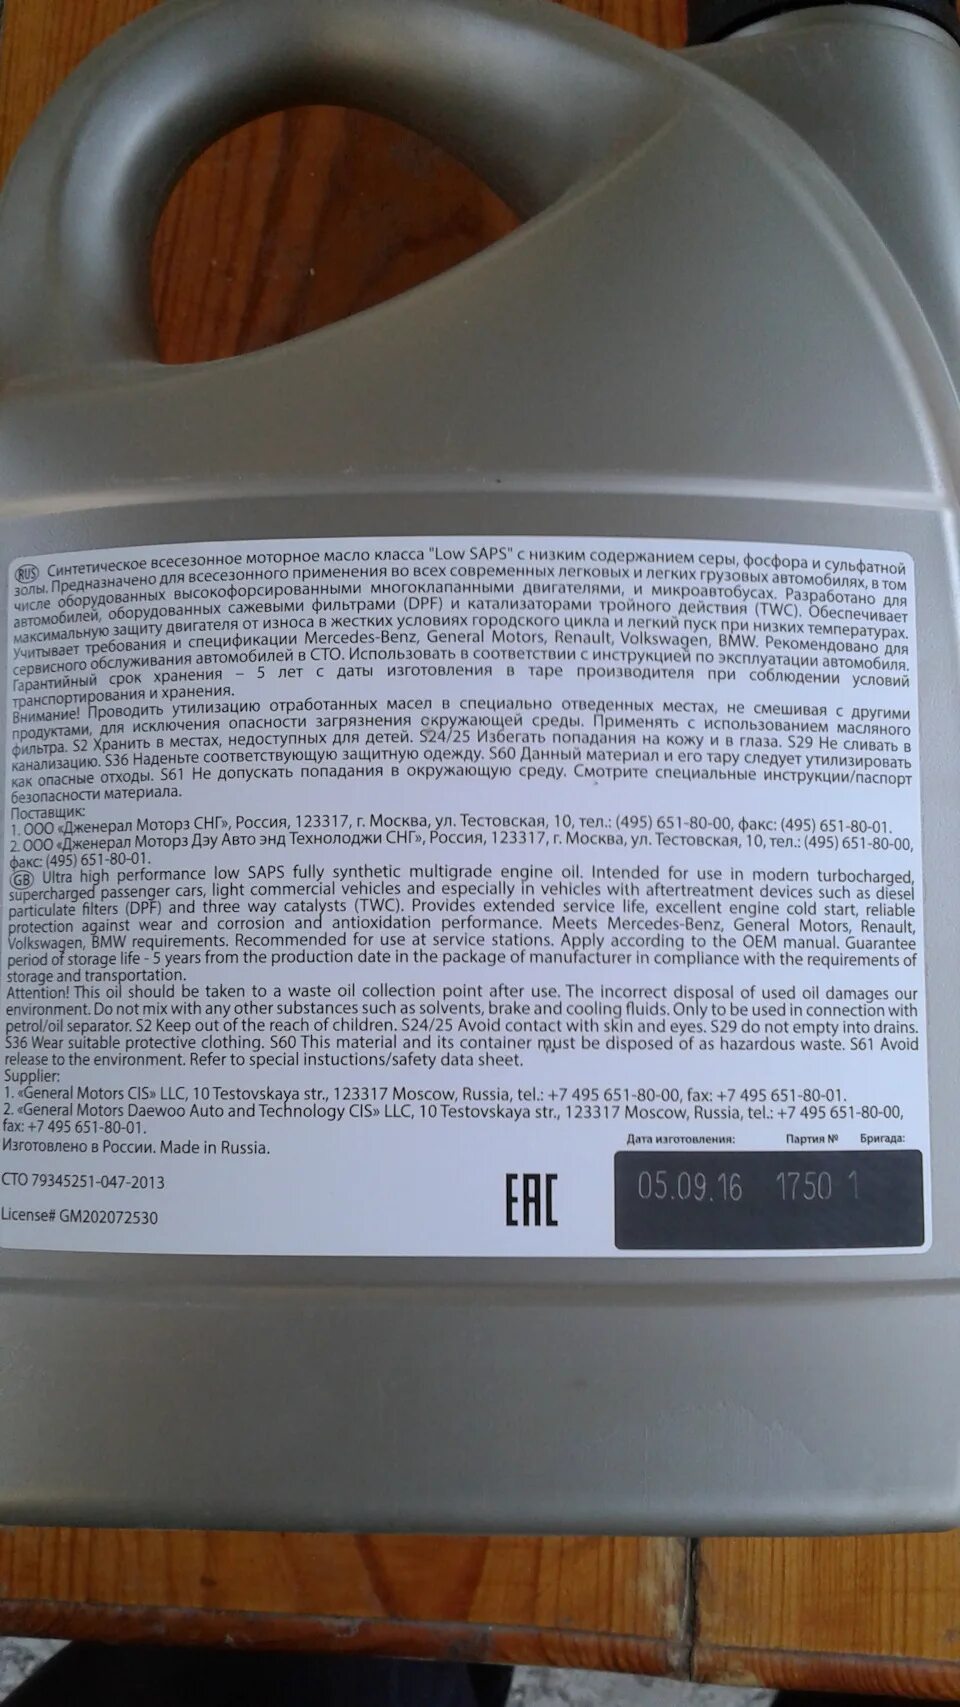 RUS Синтетическое всесезонное моторное масло класса "Low SAPS" с низким содержанием серы, фосфора и сульфатной
золы. Предназначено для всесезонного применения во всех современных легковых и легких грузовых автомобилях, в том
числе оборудованных высокофорсированными многоклапанными двигателями, и микроавтобусах. Разработано для
автомобилей, оборудованных сажевыми фильтрами (DPF) и катализаторами тройного действия (TWC). Обеспечивает
максимальную защиту двигателя от износа в жестких условиях городского цикла и легкий пуск при низких температурах.
Учитывает требования и спецификации Mercedes-Benz, General Motors, Renault, Volkswagen, BMW. Рекомендовано для
сервисного обслуживания автомобилей в СТО. Использовать в соответствии с инструкцией по эксплуатации автомобиля.
Гарантийный срок хранения – 5 лет с даты изготовления в таре производителя при соблюдении условий
транспортирования и хранения.
Внимание! Проводить утилизацию отработанных масел в специально отведенных местах, не смешивая с другими
продуктами, для исключения опасности загрязнения окружающей среды. Применять с использованием масляного
фильтра. S2 Хранить в местах, недоступных для детей. S24/25 Избегать попадания на кожу и в глаза. S29 Не сливать в
канализацию. S36 Наденьте соответствующую защитную одежду. S60 Данный материал и его тару следует утилизировать
как опасные отходы. S61 Не допускать попадания в окружающую среду. Смотрите специальные инструкции/паспорт
безопасности материала.
Поставщик:
1. ООО «Дженерал Моторз СНГ», Россия, 123317, г. Москва, ул. Тестовская, 10, тел.: (495) 651-80-00, факс: (495) 651-80-01.
2. ООО «Дженерал Моторз Дэу Авто энд Технолоджи СНГ», Россия, 123317, г. Москва, ул. Тестовская, 10, тел.: (495) 651-80-00,
факс: (495) 651-80-01.
GB Ultra high performance low SAPS fully synthetic multigrade engine oil. Intended for use in modern turbocharged,
supercharged passenger cars, light commercial vehicles and especially in vehicles with aftertreatment devices such as diesel
particulate filters (DPF) and three way catalysts (TWC). Provides extended service life, excellent engine cold start, reliable
protection against wear and corrosion and antioxidation performance. Meets Mercedes-Benz, General Motors, Renault,
Volkswagen, BMW requirements. Recommended for use at service stations. Apply according to the OEM manual. Guarantee
period of storage life - 5 years from the production date in the package of manufacturer in compliance with the requirements of
storage and transportation.
Attention! This oil should be taken to a waste oil collection point after use. The incorrect disposal of used oil damages our
environment. Do not mix with any other substances such as solvents, brake and cooling fluids. Only to be used in connection with
petrol/oil separator. S2 Keep out of the reach of children. S24/25 Avoid contact with skin and eyes. S29 do not empty into drains.
S36 Wear suitable protective clothing. S60 This material and its container must be disposed of as hazardous waste. S61 Avoid
release to the environment. Refer to special instuctions/safety data sheet.
Supplier:
1. «General Motors CIS» LLC, 10 Testovskaya str., 123317 Moscow, Russia, tel.: +7 495 651-80-00, fax: +7 495 651-80-01.
2. «General Motors Daewoo Auto and Technology CIS» LLC, 10 Testovskaya str., 123317 Moscow, Russia, tel.: +7 495 651-80-00,
fax: +7 495 651-80-01.
Изготовлено в России. Made in Russia.
Дата изготовления: Партия № Бригада:
05.09.16 1750 1
СТО 79345251-047-2013
EAC
License# GM202072530